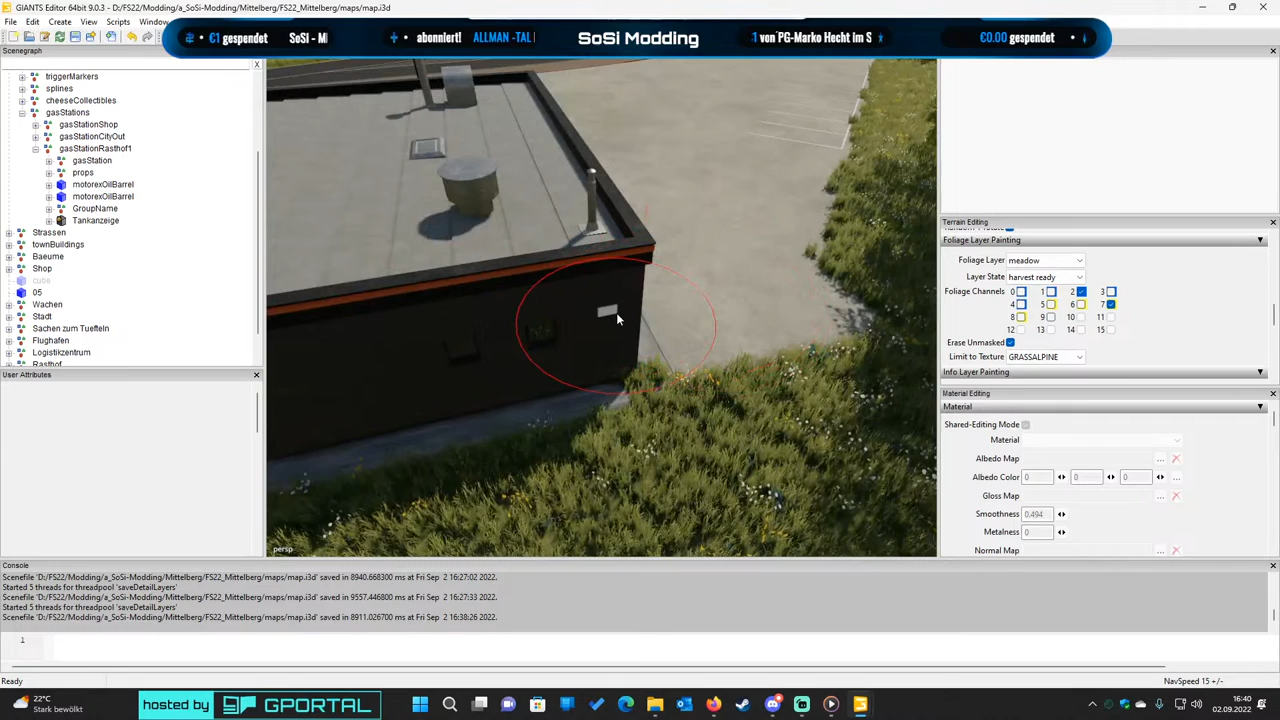 GIANTS Editor 64bit 9.0.3 - D:/FS22/Modding/a_SoSi-Modding/Mittelberg/FS22_Mittelberg/maps/map.i3d
File Edit Create View Scripts Window
€1 gespendet SoSi - M abonniert! ALLMAN -TAL SoSi Modding 1 von PG-Marko Hecht im S €0.00 gespendet
Scenegraph
X
triggerMarkers
splines
cheeseCollectibles
gasStations
gasStationShop
gasStationCityOut
gasStationRasthof1
gasStation
props
motorexOilBarrel
motorexOilBarrel
GroupName
Tankanzeige
Strassen
townBuildings
Baeume
Shop
cube
05
Wachen
Stadt
Sachen zum Tuefteln
Flughafen
Logistikzentrum
Rasthof
User Attributes
persp
Terrain Editing
Foliage Layer Painting
Foliage Layer meadow
Layer State harvest ready
Foliage Channels 0 1 2 3
4 5 6 7
8 9 10 11
12 13 14 15
Erase Unmasked
Limit to Texture GRASSALPINE
Info Layer Painting
Material Editing
Material
Shared-Editing Mode
Material
Albedo Map ...
Albedo Color 0 0 0 ...
Gloss Map ...
Smoothness 0.494
Metalness 0
Normal Map ...
Console
Scenefile 'D:/FS22/Modding/a_SoSi-Modding/Mittelberg/FS22_Mittelberg/maps/map.i3d' saved in 8940.668300 ms at Fri Sep 2 16:27:02 2022.
Started 5 threads for threadpool 'saveDetailLayers'
Scenefile 'D:/FS22/Modding/a_SoSi-Modding/Mittelberg/FS22_Mittelberg/maps/map.i3d' saved in 9557.446800 ms at Fri Sep 2 16:27:33 2022.
Started 5 threads for threadpool 'saveDetailLayers'
Scenefile 'D:/FS22/Modding/a_SoSi-Modding/Mittelberg/FS22_Mittelberg/maps/map.i3d' saved in 8911.026700 ms at Fri Sep 2 16:38:26 2022.
1
Ready
NavSpeed 15 +/-
22°C
Stark bewölkt
hosted by GPORTAL
16:40
02.09.2022